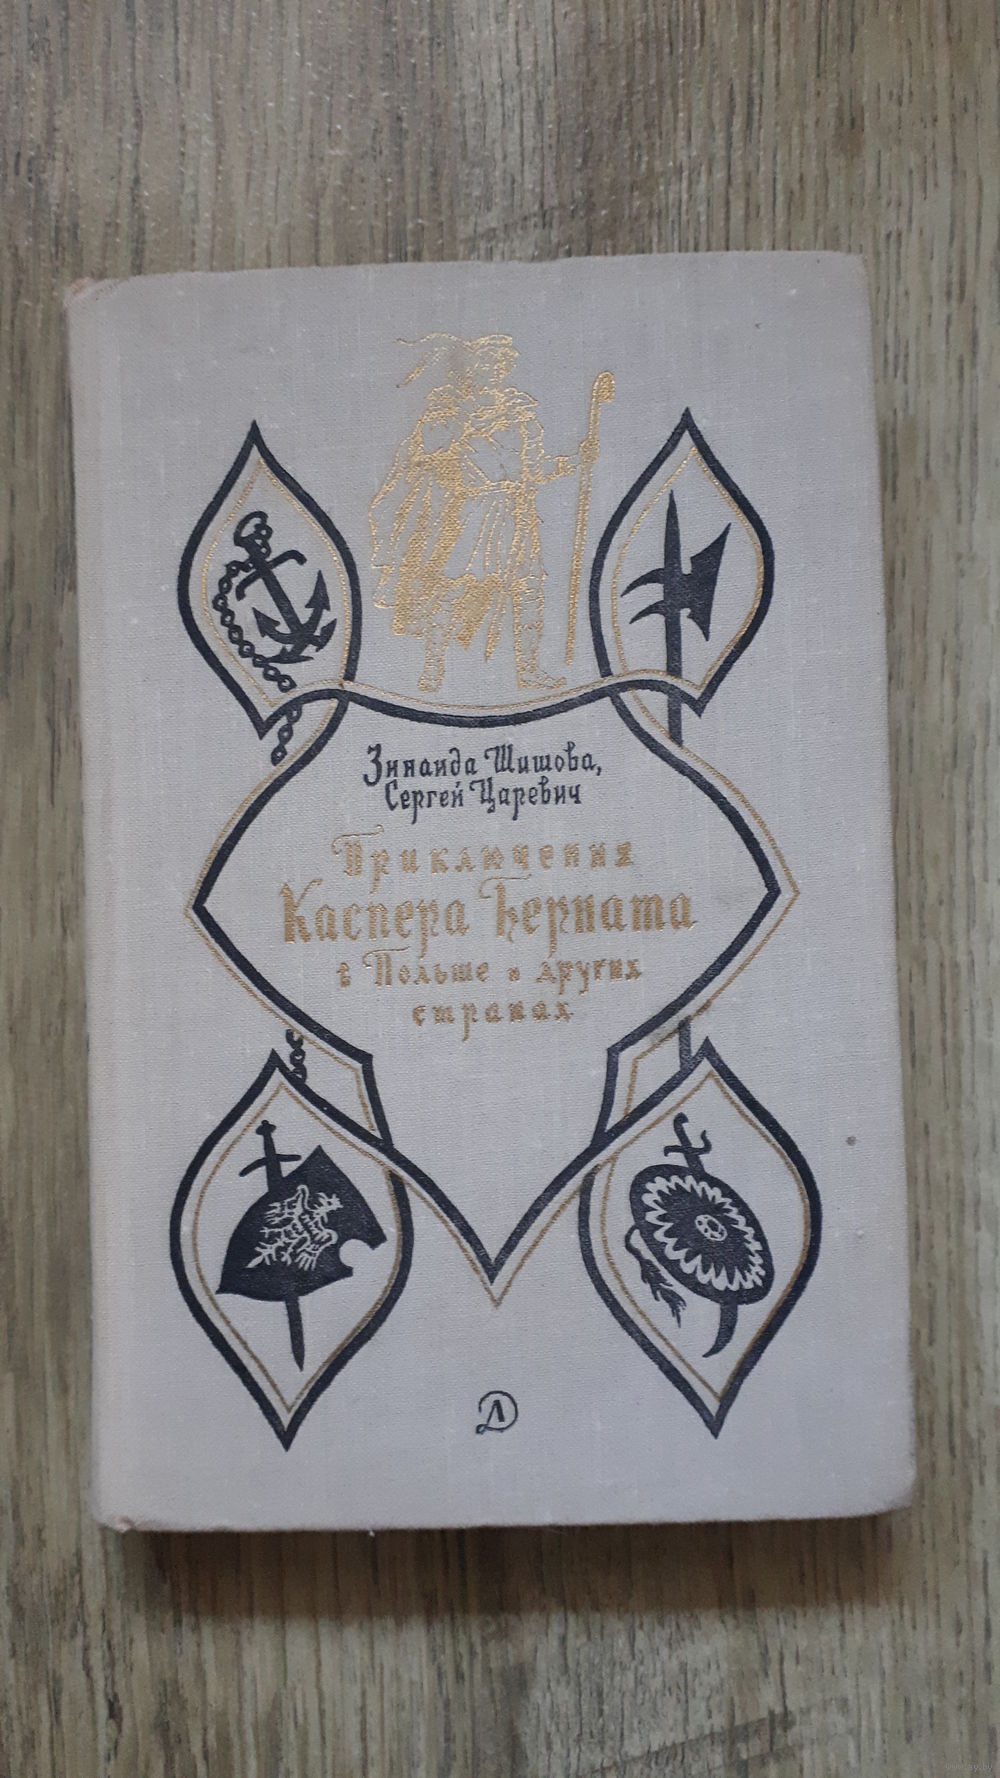 Зинаида Шишова,
Сергей Царевич
Приключения
Каспера Берната
в Польше и других
странах
Д